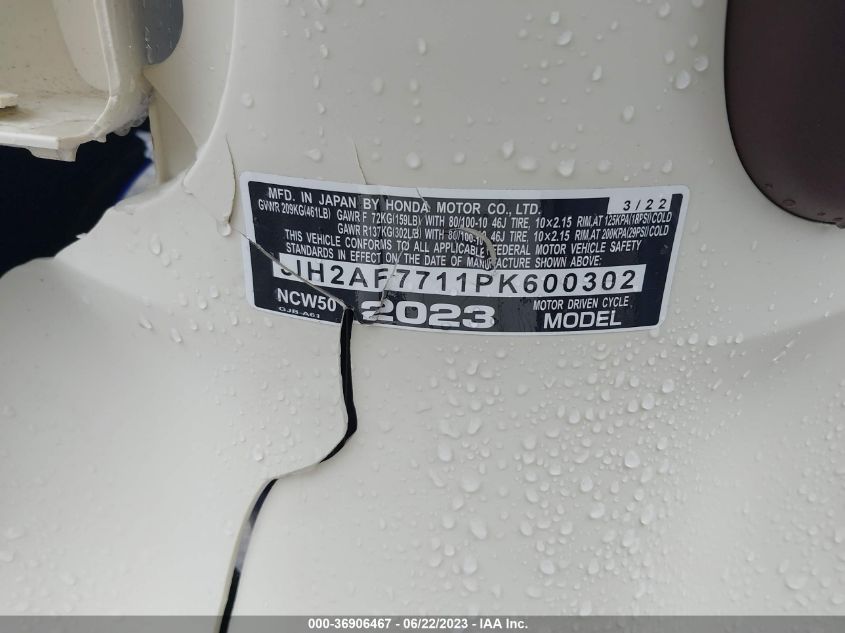 MFD. IN JAPAN BY HONDA MOTOR CO., LTD. 3/22
GVWR 209KG(461LB) GAWR F 72KG(159LB) WITH 80/100-10 46J TIRE, 10×2.15 RIM,AT 125KPA(18PSI)COLD
GAWR R137KG(302LB) WITH 80/100-10 46J TIRE, 10×2.15 RIM,AT 200KPA(29PSI)COLD
THIS VEHICLE CONFORMS TO ALL APPLICABLE FEDERAL MOTOR VEHICLE SAFETY
STANDARDS IN EFFECT ON THE DATE OF MANUFACTURE SHOWN ABOVE:
JH2AF7711PK600302
NCW50 2023 MOTOR DRIVEN CYCLE
GJB-A61 MODEL
000-36906467 - 06/22/2023 - IAA Inc.